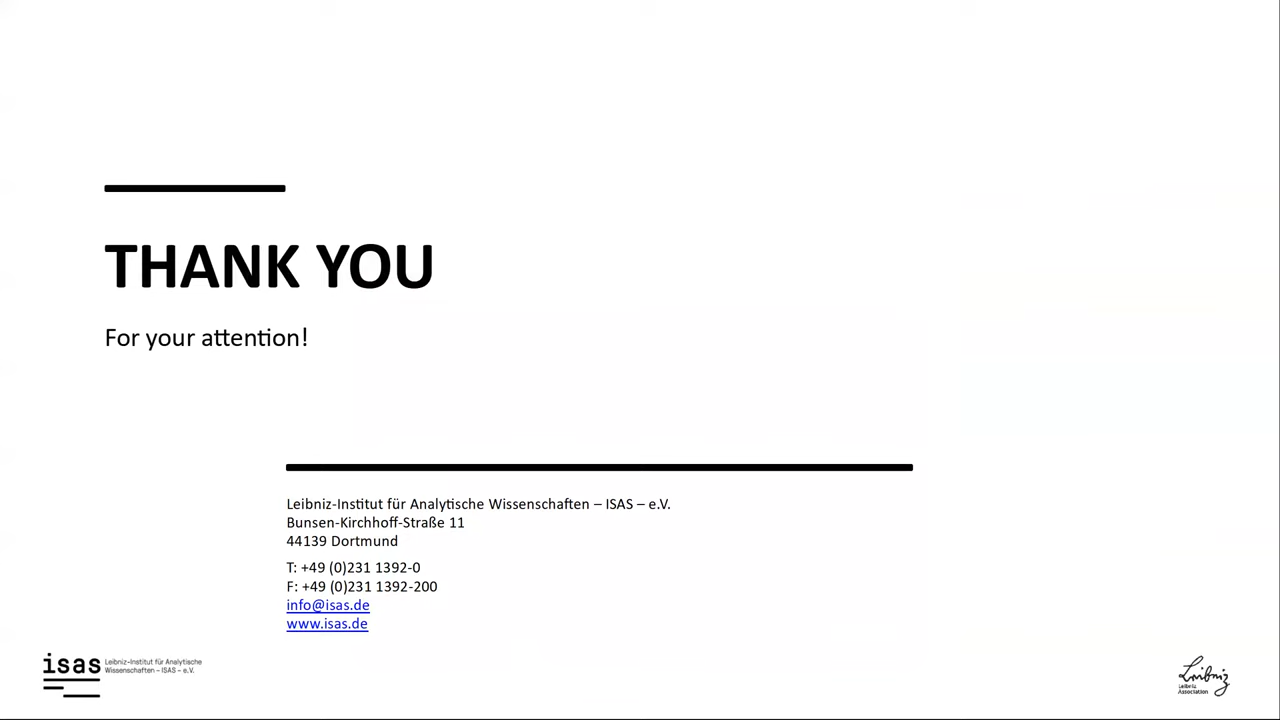 THANK YOU
For your attention!
Leibniz-Institut für Analytische Wissenschaften – ISAS – e.V.
Bunsen-Kirchhoff-Straße 11
44139 Dortmund
T: +49 (0)231 1392-0
F: +49 (0)231 1392-200
info@isas.de
www.isas.de
isas
Leibniz-Institut für Analytische
Wissenschaften – ISAS – e.V.
Leibniz
Leibniz
Association